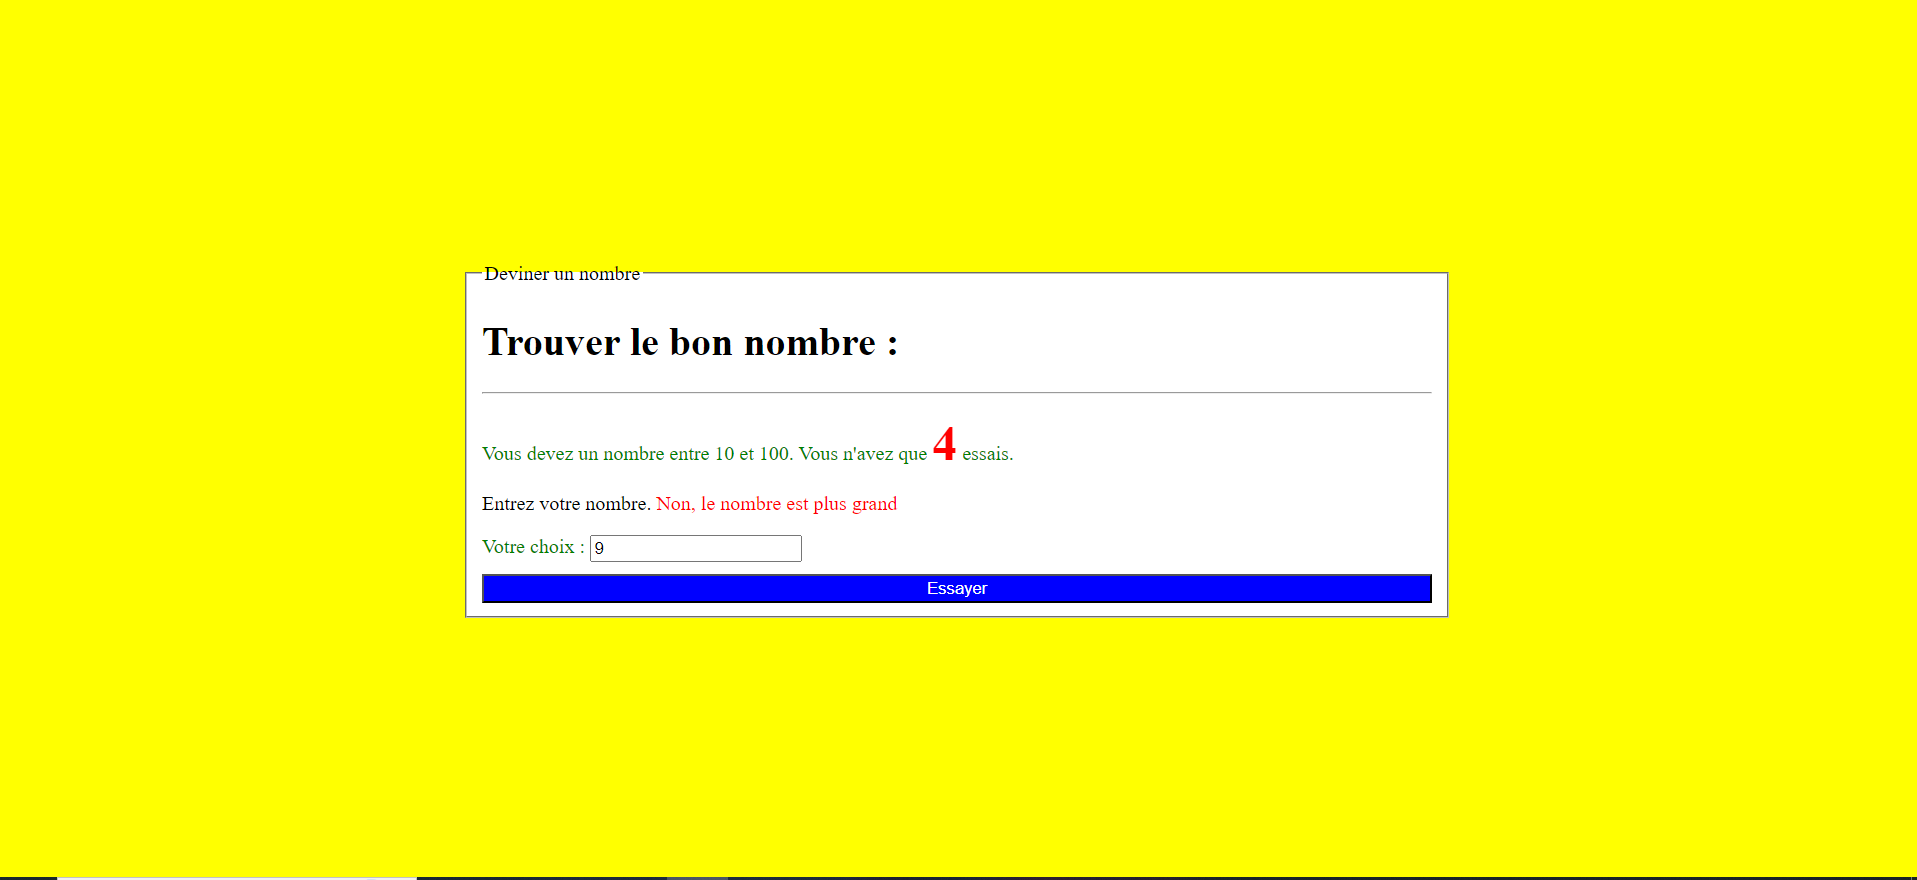 Deviner un nombre
Trouver le bon nombre :
Vous devez un nombre entre 10 et 100. Vous n'avez que 4 essais.
Entrez votre nombre. Non, le nombre est plus grand
Votre choix : 9
Essayer